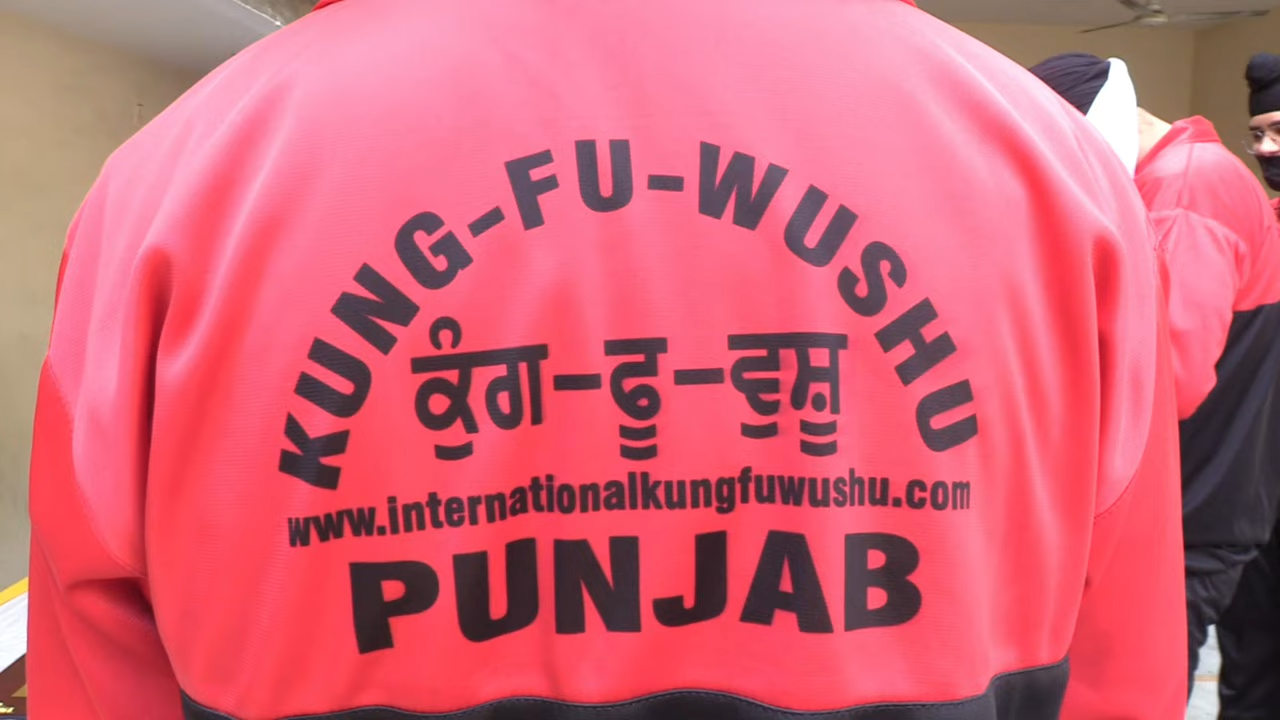 KUNG-FU-WUSHU
ਕੁੰਗ-ਫੂ-ਵੁਸ਼ੂ
www.internationalkungfuwushu.com
PUNJAB